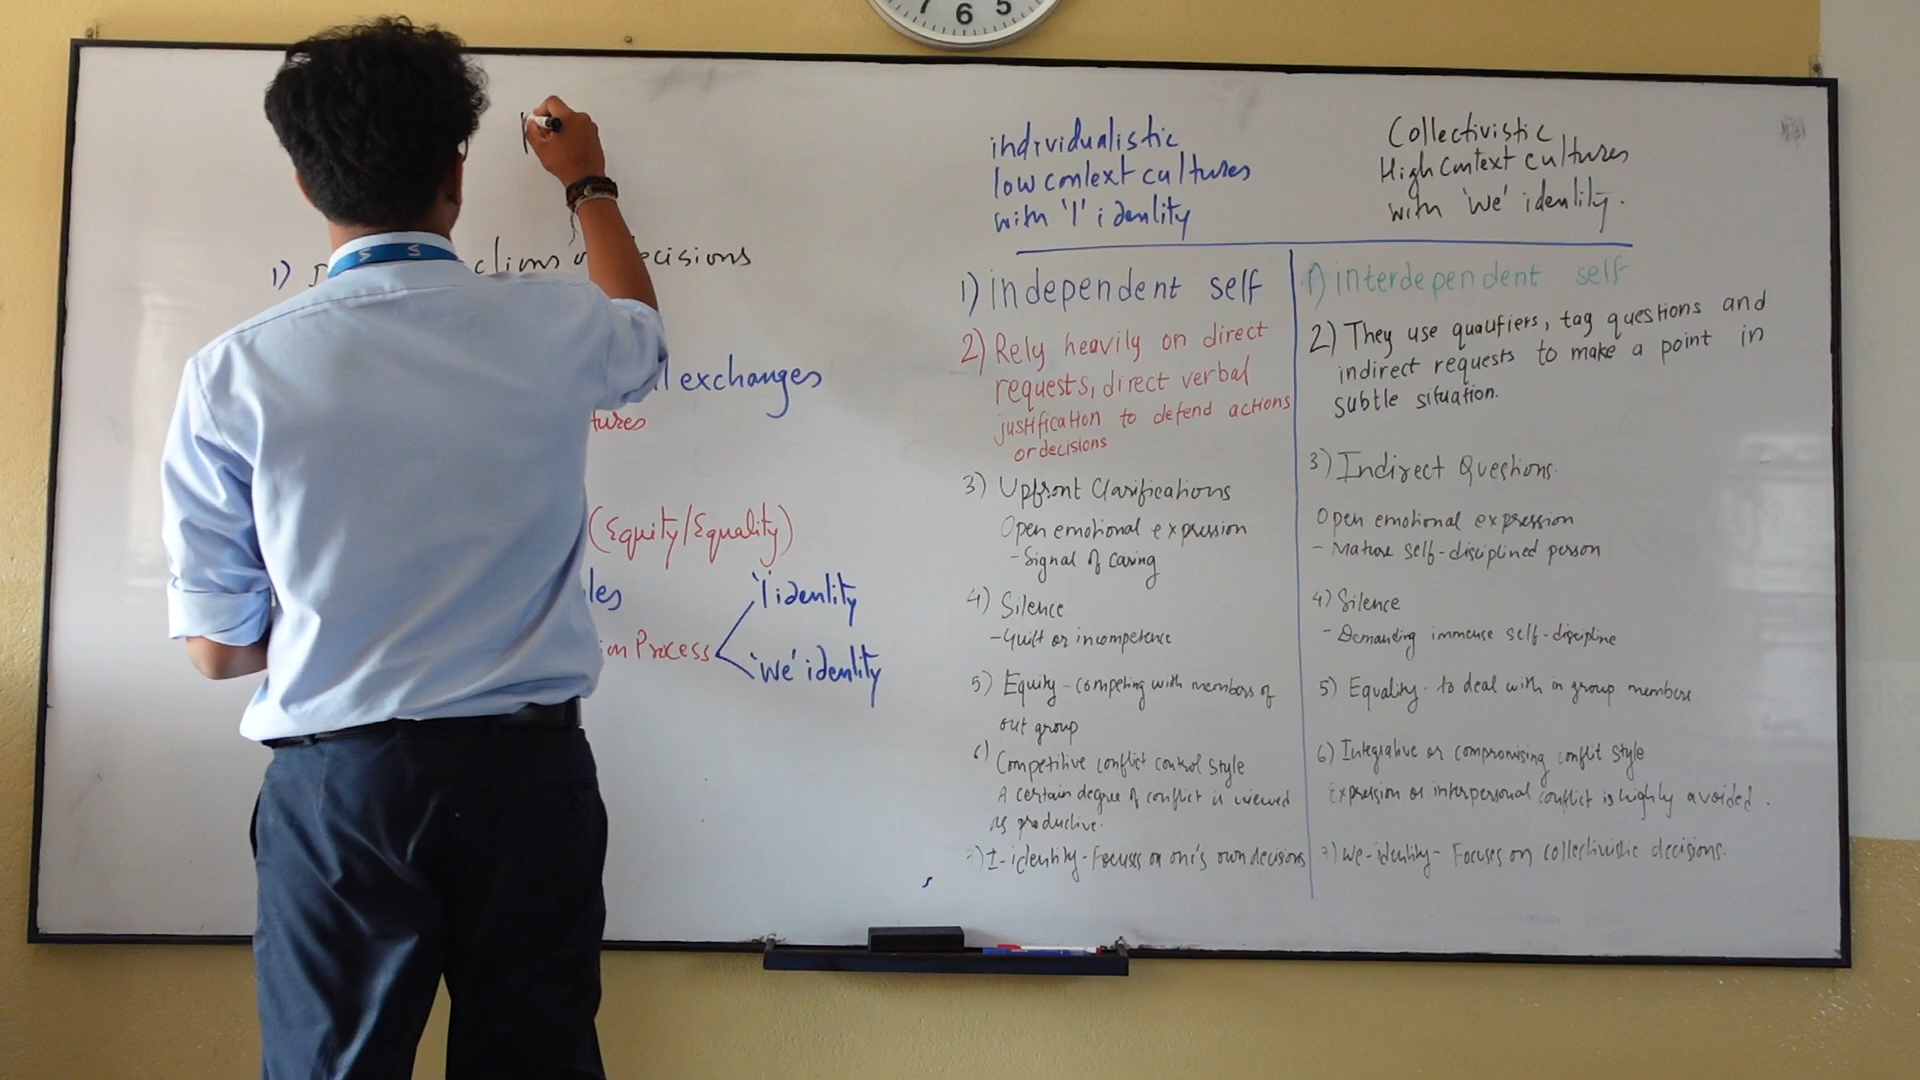 7 6 5
1) decisions
exchanges
tures
(Equity/Equality)
les
'I' identity
Process
'We' identity
individualistic
low context cultures
with 'I' identity
1) independent self
2) Rely heavily on direct
requests, direct verbal
justification to defend actions
or decisions
3) Upfront Clarifications
Open emotional expression
- Signal of caring
4) Silence
- Guilt or incompetence
5) Equity - competing with members of
out group
6) Competitive conflict control style
A certain degree of conflict is viewed
as productive.
7) I-identity - Focuses on one's own decisions
Collectivistic
High Context cultures
with 'We' identity.
1) interdependent self
2) They use quaufiers, tag questions and
indirect requests to make a point in
subtle situation.
3) Indirect Questions.
Open emotional expression
- Mature self-disciplined person
4) Silence
- Demanding immense self-discipline
5) Equality - to deal with in group members
6) Integrative or compromising conflit style
Expression or interpersonal conflict is highly avoided.
7) We-identity - Focuses on collectivistic decisions.